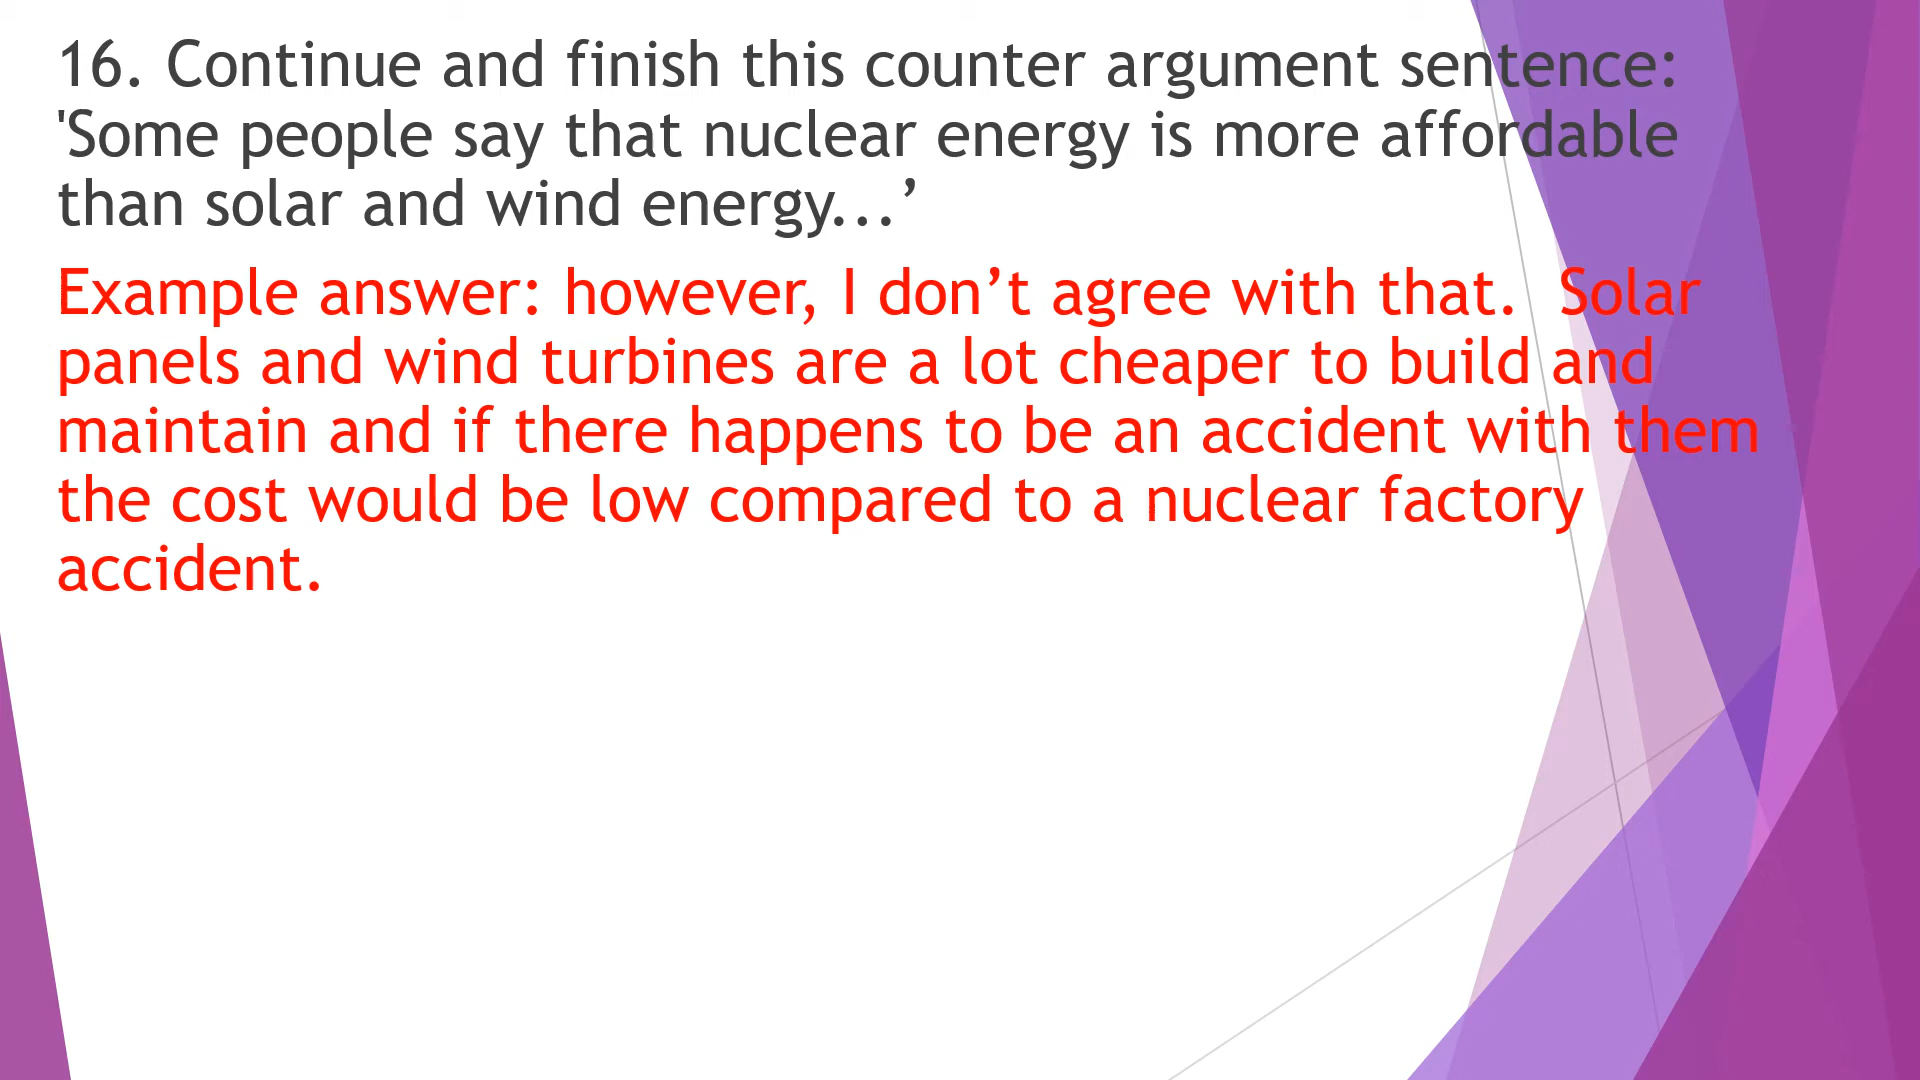 16. Continue and finish this counter argument sentence:
'Some people say that nuclear energy is more affordable
than solar and wind energy...’
Example answer: however, I don’t agree with that.  Solar
panels and wind turbines are a lot cheaper to build and
maintain and if there happens to be an accident with them
the cost would be low compared to a nuclear factory
accident.